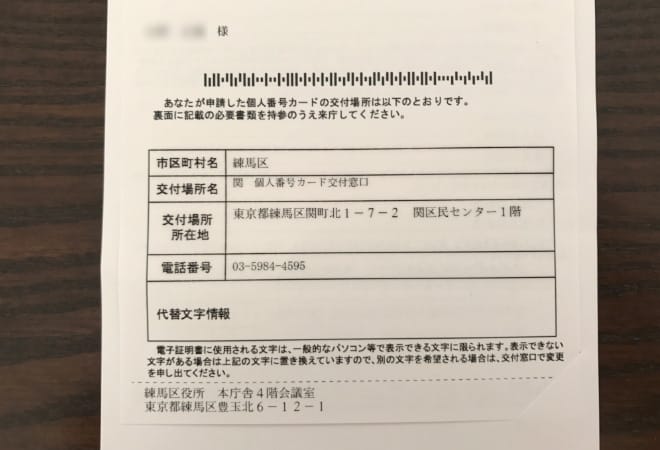 様
あなたが申請した個人番号カードの交付場所は以下のとおりです。
裏面に記載の必要書類を持参のうえ来庁してください。
市区町村名 練馬区
交付場所名 関 個人番号カード交付窓口
交付場所 東京都練馬区関町北1-7-2 関区民センター1階
所在地
電話番号 03-5984-4595
代替文字情報
電子証明書に使用される文字は、一般的なパソコン等で表示できる文字に限られます。表示できない
文字がある場合は上記の文字に置き換えていますので、別の文字を希望される場合は、交付窓口で変更
を申し出てください。
練馬区役所 本庁舎4階会議室
東京都練馬区豊玉北6-12-1